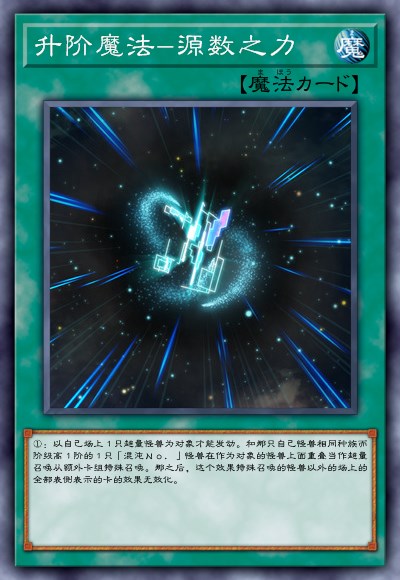 升阶魔法-源数之力
魔
【魔法カード】
ま ほう
①：以自己场上1只超量怪兽为对象才能发动。和那只自己怪兽相同种族而
阶级高1阶的1只「混沌No．」怪兽在作为对象的怪兽上面重叠当作超量
召唤从额外卡组特殊召唤。那之后，这个效果特殊召唤的怪兽以外的场上的
全部表侧表示的卡的效果无效化。